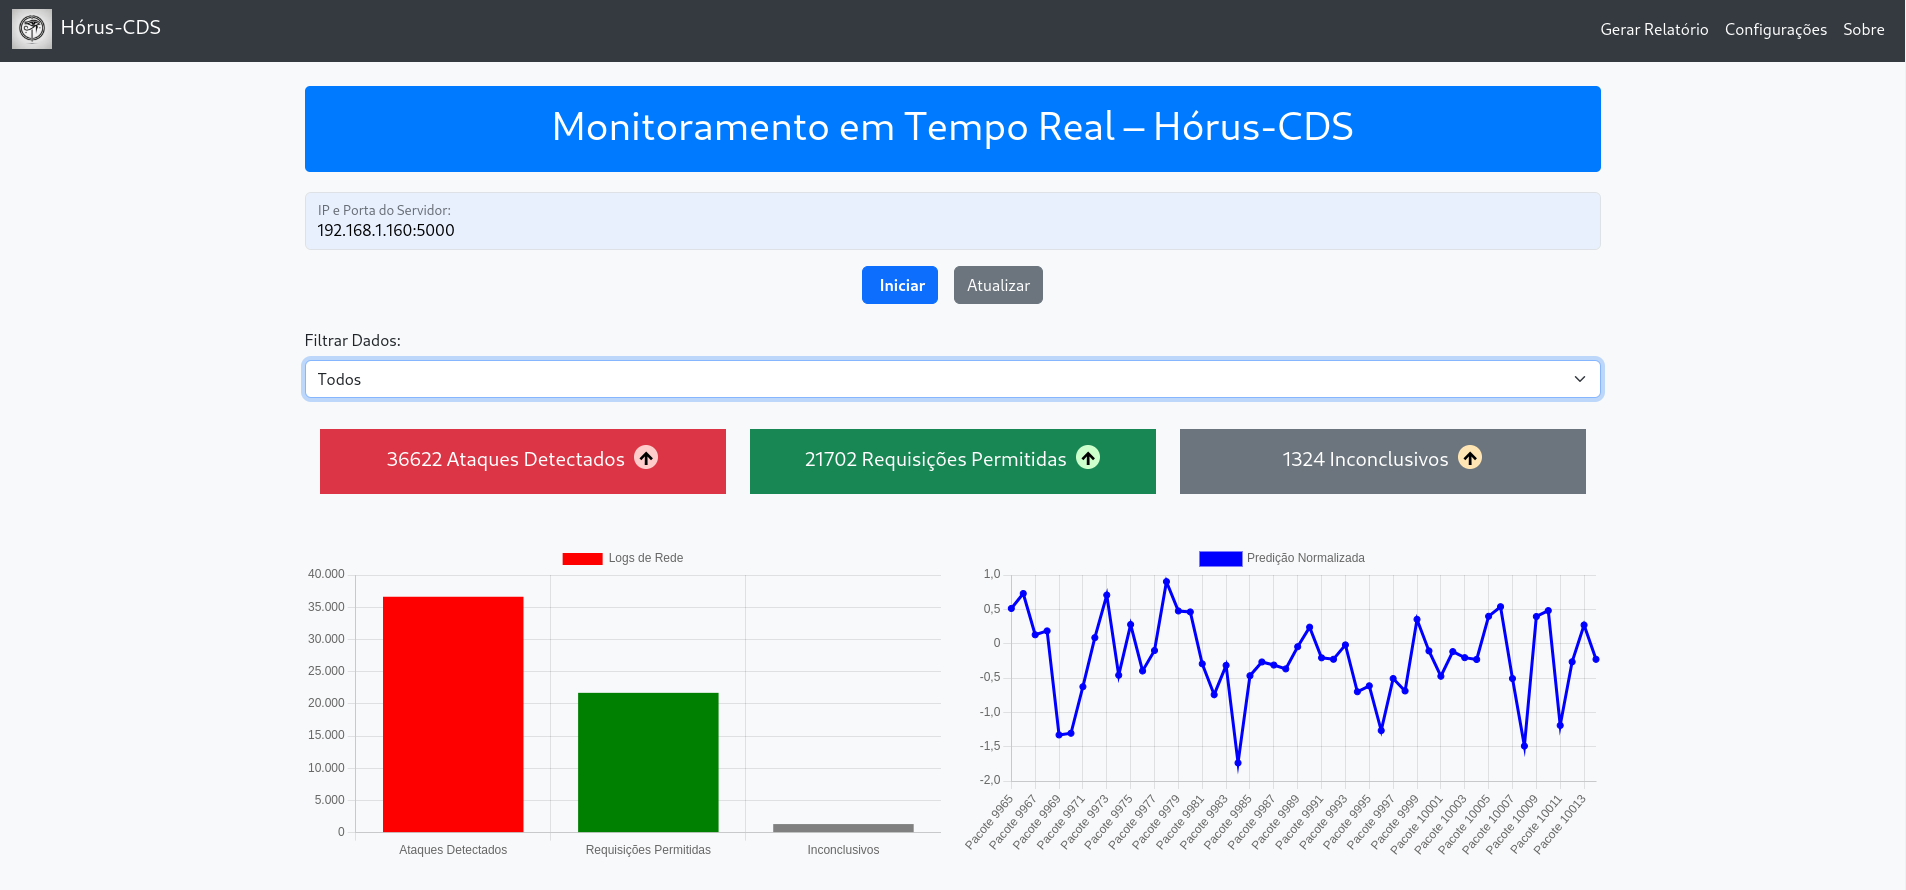 Hórus-CDS
Gerar Relatório Configurações Sobre
Monitoramento em Tempo Real – Hórus-CDS
IP e Porta do Servidor:
192.168.1.160:5000
Iniciar Atualizar
Filtrar Dados:
Todos
36622 Ataques Detectados
21702 Requisições Permitidas
1324 Inconclusivos
Logs de Rede
40.000
35.000
30.000
25.000
20.000
15.000
10.000
5.000
0
Ataques Detectados
Requisições Permitidas
Inconclusivos
Predição Normalizada
1,0
0,5
0
-0,5
-1,0
-1,5
-2,0
Pacote 9965
Pacote 9967
Pacote 9969
Pacote 9971
Pacote 9973
Pacote 9975
Pacote 9977
Pacote 9979
Pacote 9981
Pacote 9983
Pacote 9985
Pacote 9987
Pacote 9989
Pacote 9991
Pacote 9993
Pacote 9995
Pacote 9997
Pacote 9999
Pacote 10001
Pacote 10003
Pacote 10005
Pacote 10007
Pacote 10009
Pacote 10011
Pacote 10013